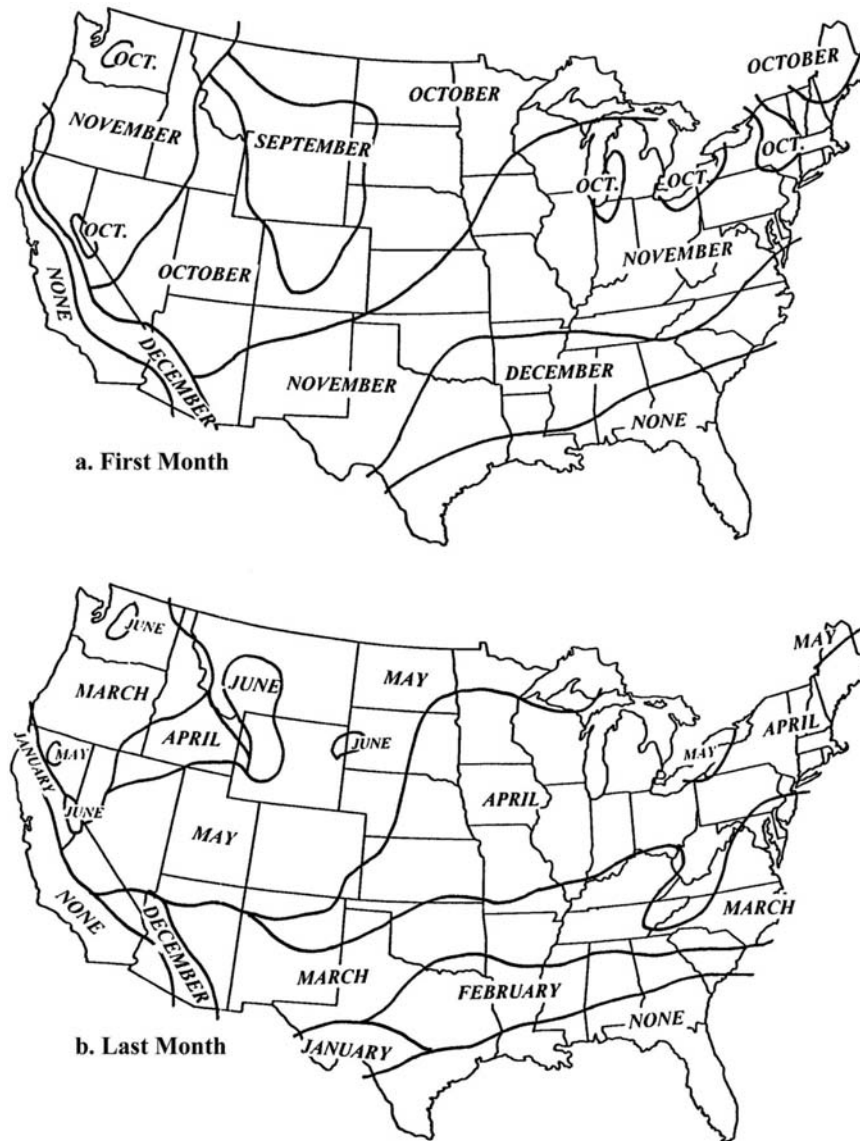 OCT.
OCTOBER
OCTOBER
NOVEMBER
SEPTEMBER
OCT.
OCT.
OCT.
OCT.
NOVEMBER
OCTOBER
NONE
DECEMBER
NOVEMBER
DECEMBER
NONE
a. First Month
JUNE
MAY
MAY
MARCH
JUNE
APRIL
APRIL
JANUARY
MAY
JUNE
MAY
JUNE
APRIL
MAY
NONE
DECEMBER
MARCH
MARCH
FEBRUARY
NONE
JANUARY
b. Last Month